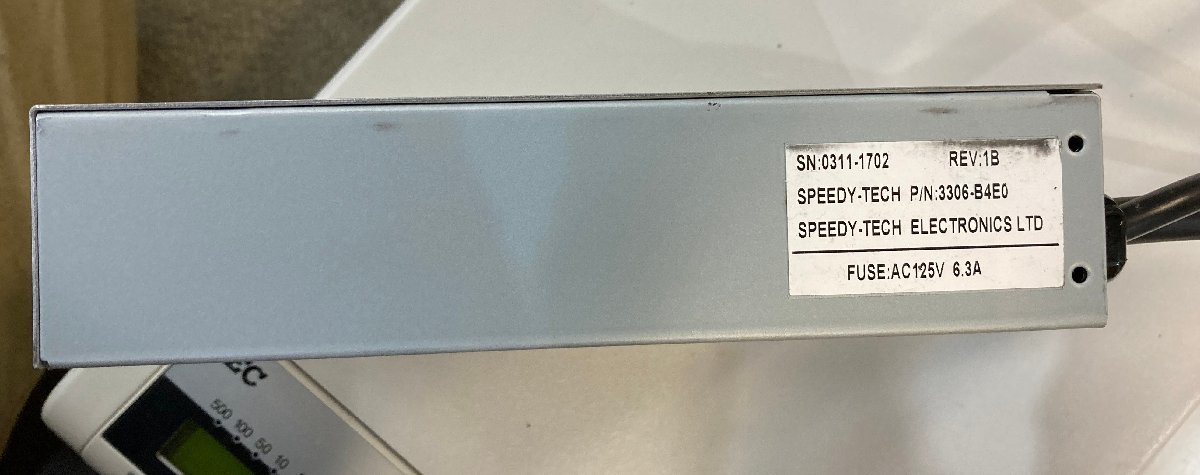 SN:0311-1702 REV:1B
SPEEDY-TECH P/N:3306-B4E0
SPEEDY-TECH ELECTRONICS LTD
FUSE:AC125V 6.3A
EC
500 100 50 10